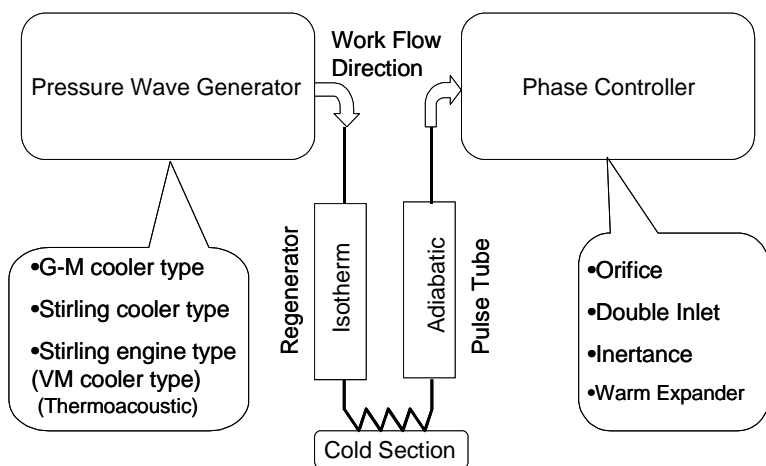 Work Flow
Direction
Pressure Wave Generator
Phase Controller
Regenerator
Isotherm
Adiabatic
Pulse Tube
•G-M cooler type
•Stirling cooler type
•Stirling engine type
(VM cooler type)
(Thermoacoustic)
•Orifice
•Double Inlet
•Inertance
•Warm Expander
Cold Section